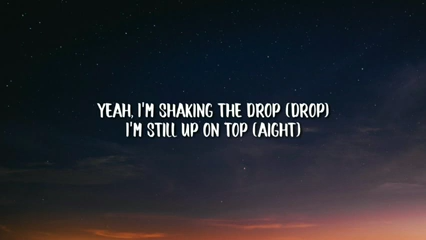 YEAH, I'M SHAKING THE DROP (DROP)
I'M STILL UP ON TOP (AIGHT)